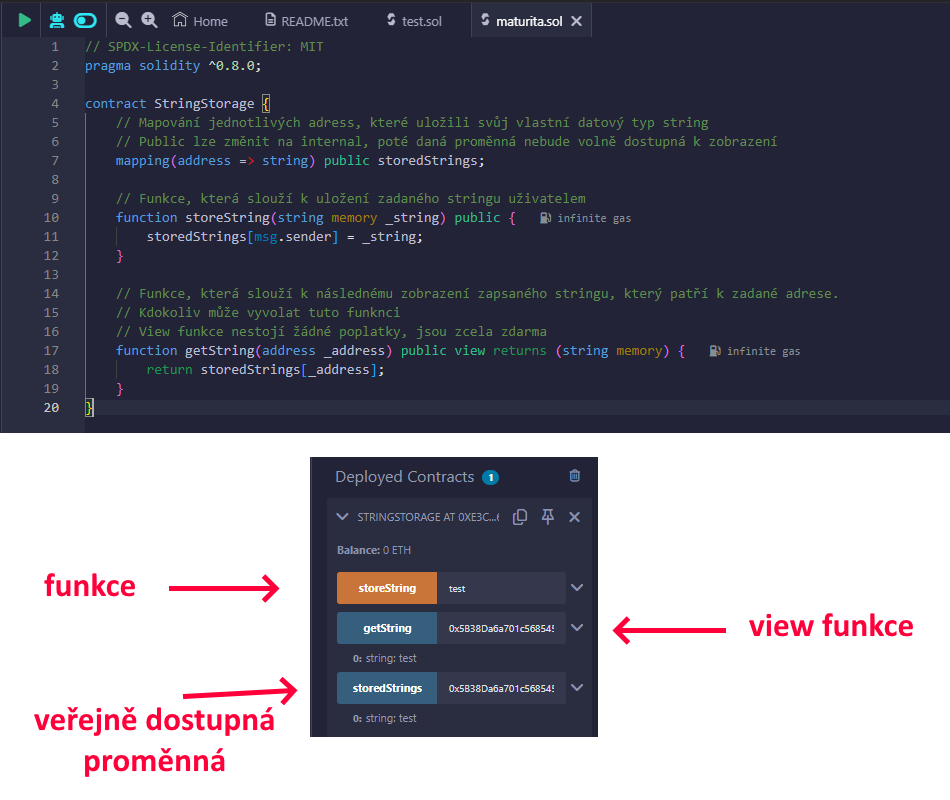 Home README.txt test.sol maturita.sol
1 // SPDX-License-Identifier: MIT
2 pragma solidity ^0.8.0;
3
4 contract StringStorage {
5 // Mapování jednotlivých adress, které uložili svůj vlastní datový typ string
6 // Public lze změnit na internal, poté daná proměnná nebude volně dostupná k zobrazení
7 mapping(address => string) public storedStrings;
8
9 // Funkce, která slouží k uložení zadaného stringu uživatelem
10 function storeString(string memory _string) public { infinite gas
11 storedStrings[msg.sender] = _string;
12 }
13
14 // Funkce, která slouží k následnému zobrazení zapsaného stringu, který patří k zadané adrese.
15 // Kdokoliv může vyvolat tuto funknci
16 // View funkce nestojí žádné poplatky, jsou zcela zdarma
17 function getString(address _address) public view returns (string memory) { infinite gas
18 return storedStrings[_address];
19 }
20 }
Deployed Contracts 1
STRINGSTORAGE AT 0XE3C...
Balance: 0 ETH
funkce
storeString test
getString 0x5B38Da6a701c568545
view funkce
0: string: test
storedStrings 0x5B38Da6a701c568545
0: string: test
veřejně dostupná
proměnná